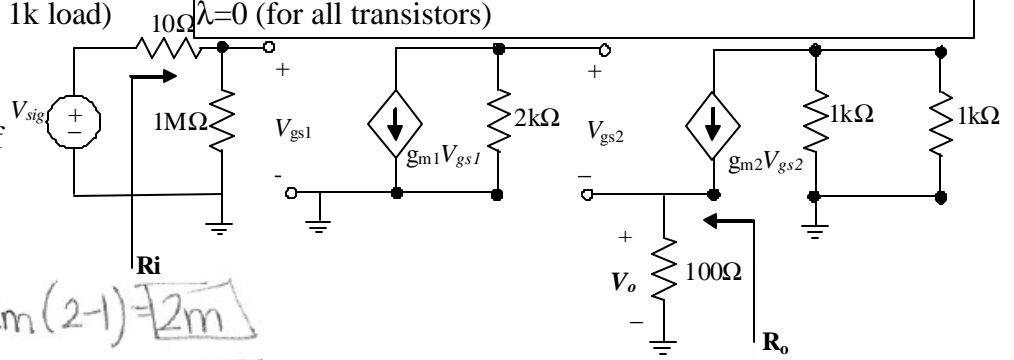 1k load)
λ=0 (for all transistors)
10Ω
+
+
Vsig
+
−
1MΩ
Vgs1
gm1Vgs1
2kΩ
Vgs2
gm2Vgs2
1kΩ
1kΩ
f
-
−
Ri
+
Vo
100Ω
−
Ro
m(2-1)=2m